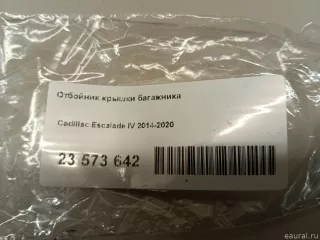 Отбойник крышки багажника
Cadillac Escalade IV 2014-2020
23 573 642
eaural.ru